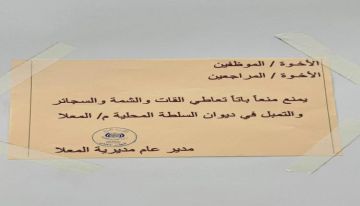 الأخوة / الموظفين
الأخوة / المراجعين
يمنع منعاً باتاً تعاطي القات والشمة والسجائر
والتمبل في ديوان السلطة المحلية م/ المعلا
مدير عام مديرية المعلا